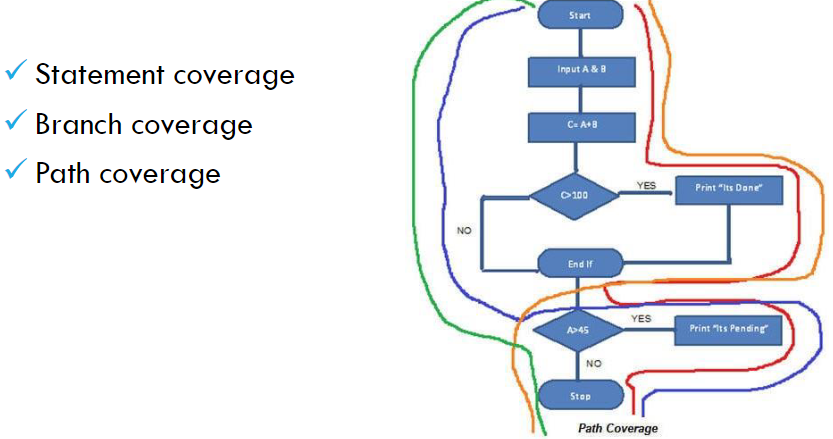 Statement coverage
Branch coverage
Path coverage
Start
Input A & B
C= A+B
C>100
YES
Print "Its Done"
NO
End If
A>45
YES
Print "Its Pending"
NO
Stop
Path Coverage